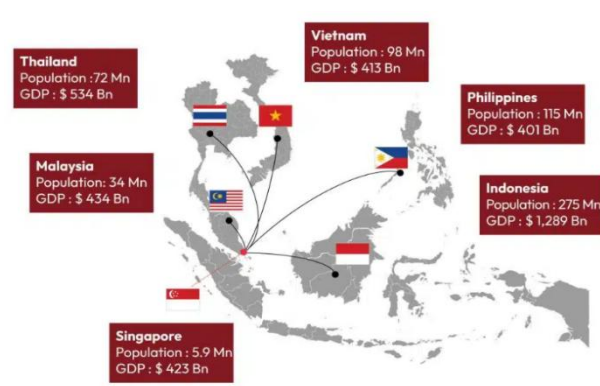 Vietnam
Population : 98 Mn
GDP : $ 413 Bn
Thailand
Population :72 Mn
GDP : $ 534 Bn
Philippines
Population : 115 Mn
GDP : $ 401 Bn
Malaysia
Population: 34 Mn
GDP : $ 434 Bn
Indonesia
Population : 275 Mn
GDP : $ 1,289 Bn
Singapore
Population : 5.9 Mn
GDP : $ 423 Bn